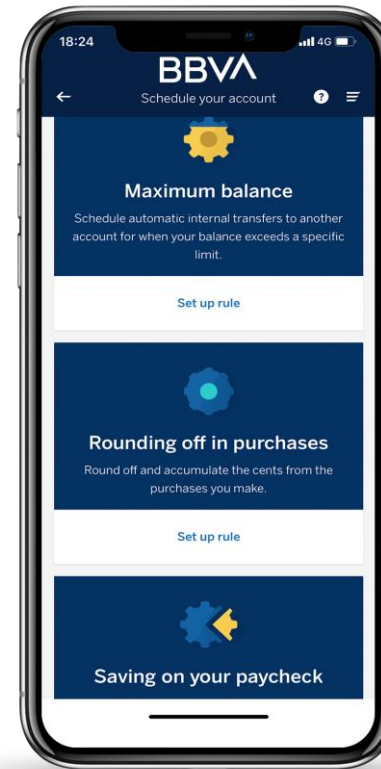 18:24
4G
BBVA
Schedule your account ?
Maximum balance
Schedule automatic internal transfers to another
account for when your balance exceeds a specific
limit.
Set up rule
Rounding off in purchases
Round off and accumulate the cents from the
purchases you make.
Set up rule
Saving on your paycheck